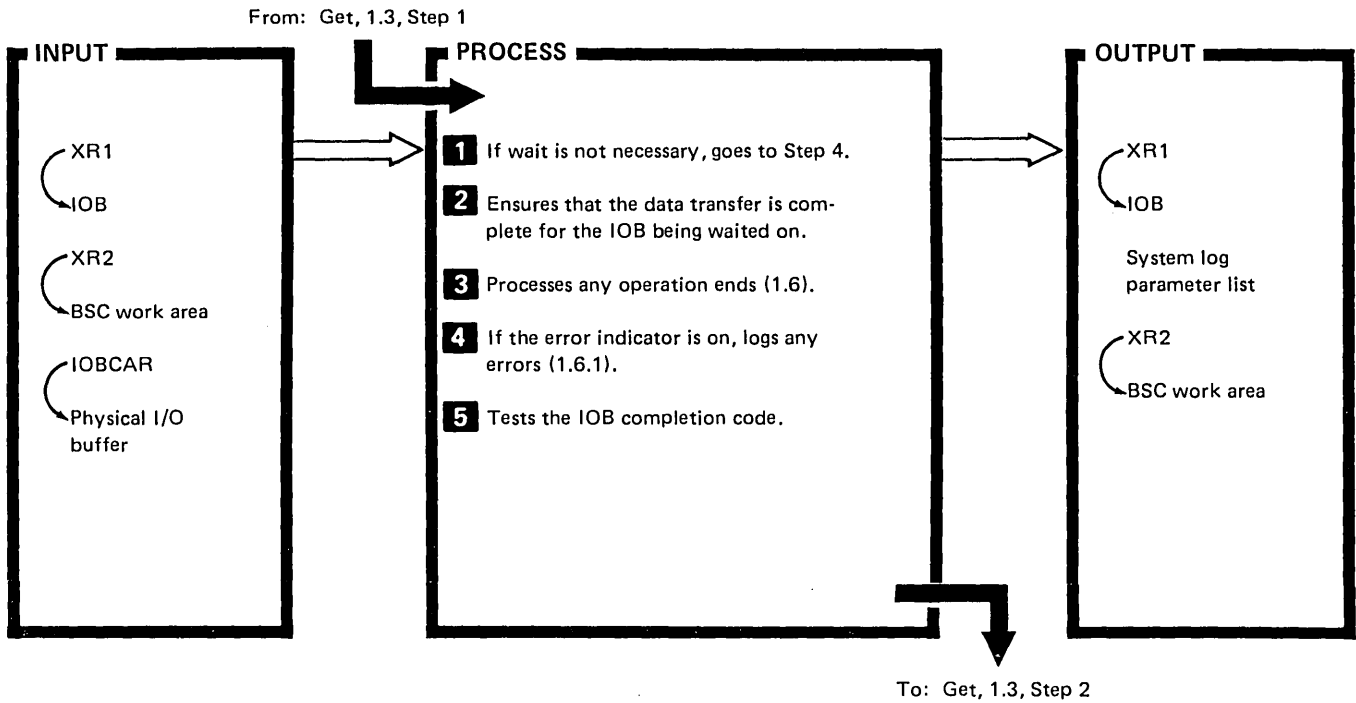 From: Get, 1.3, Step 1
INPUT
XR1
IOB
XR2
BSC work area
IOBCAR
Physical I/O
buffer
PROCESS
1 If wait is not necessary, goes to Step 4.
2 Ensures that the data transfer is com-
plete for the IOB being waited on.
3 Processes any operation ends (1.6).
4 If the error indicator is on, logs any
errors (1.6.1).
5 Tests the IOB completion code.
OUTPUT
XR1
IOB
System log
parameter list
XR2
BSC work area
To: Get, 1.3, Step 2